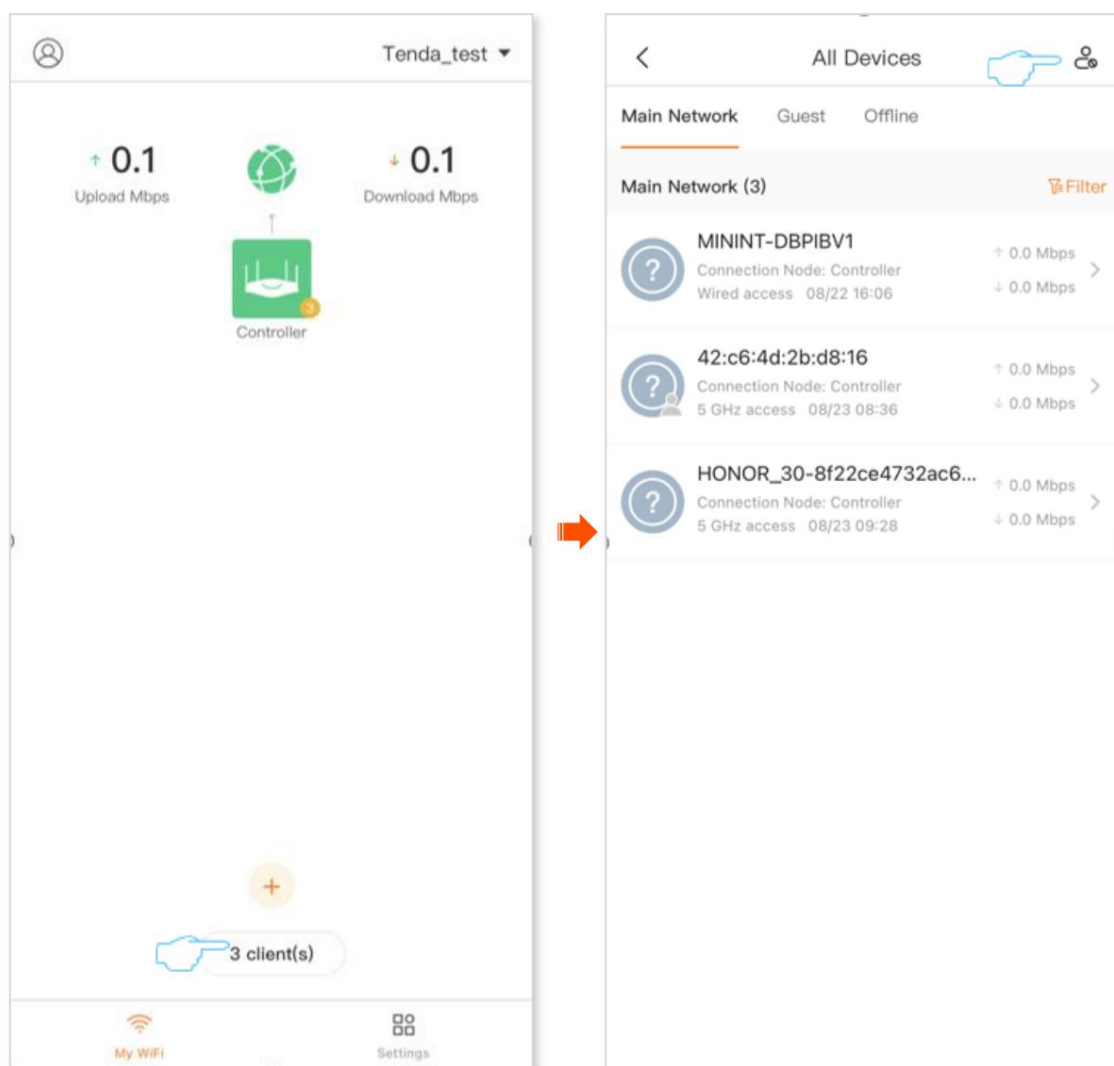 Tenda_test
0.1
0.1
Upload Mbps
Download Mbps
3
Controller
3 client(s)
My WiFi
Settings
All Devices
Main Network Guest Offline
Main Network (3)
Filter
MININT-DBPIBV1
Connection Node: Controller
Wired access 08/22 16:06
↑ 0.0 Mbps
↓ 0.0 Mbps
42:c6:4d:2b:d8:16
Connection Node: Controller
5 GHz access 08/23 08:36
↑ 0.0 Mbps
↓ 0.0 Mbps
HONOR_30-8f22ce4732ac6...
Connection Node: Controller
5 GHz access 08/23 09:28
↑ 0.0 Mbps
↓ 0.0 Mbps